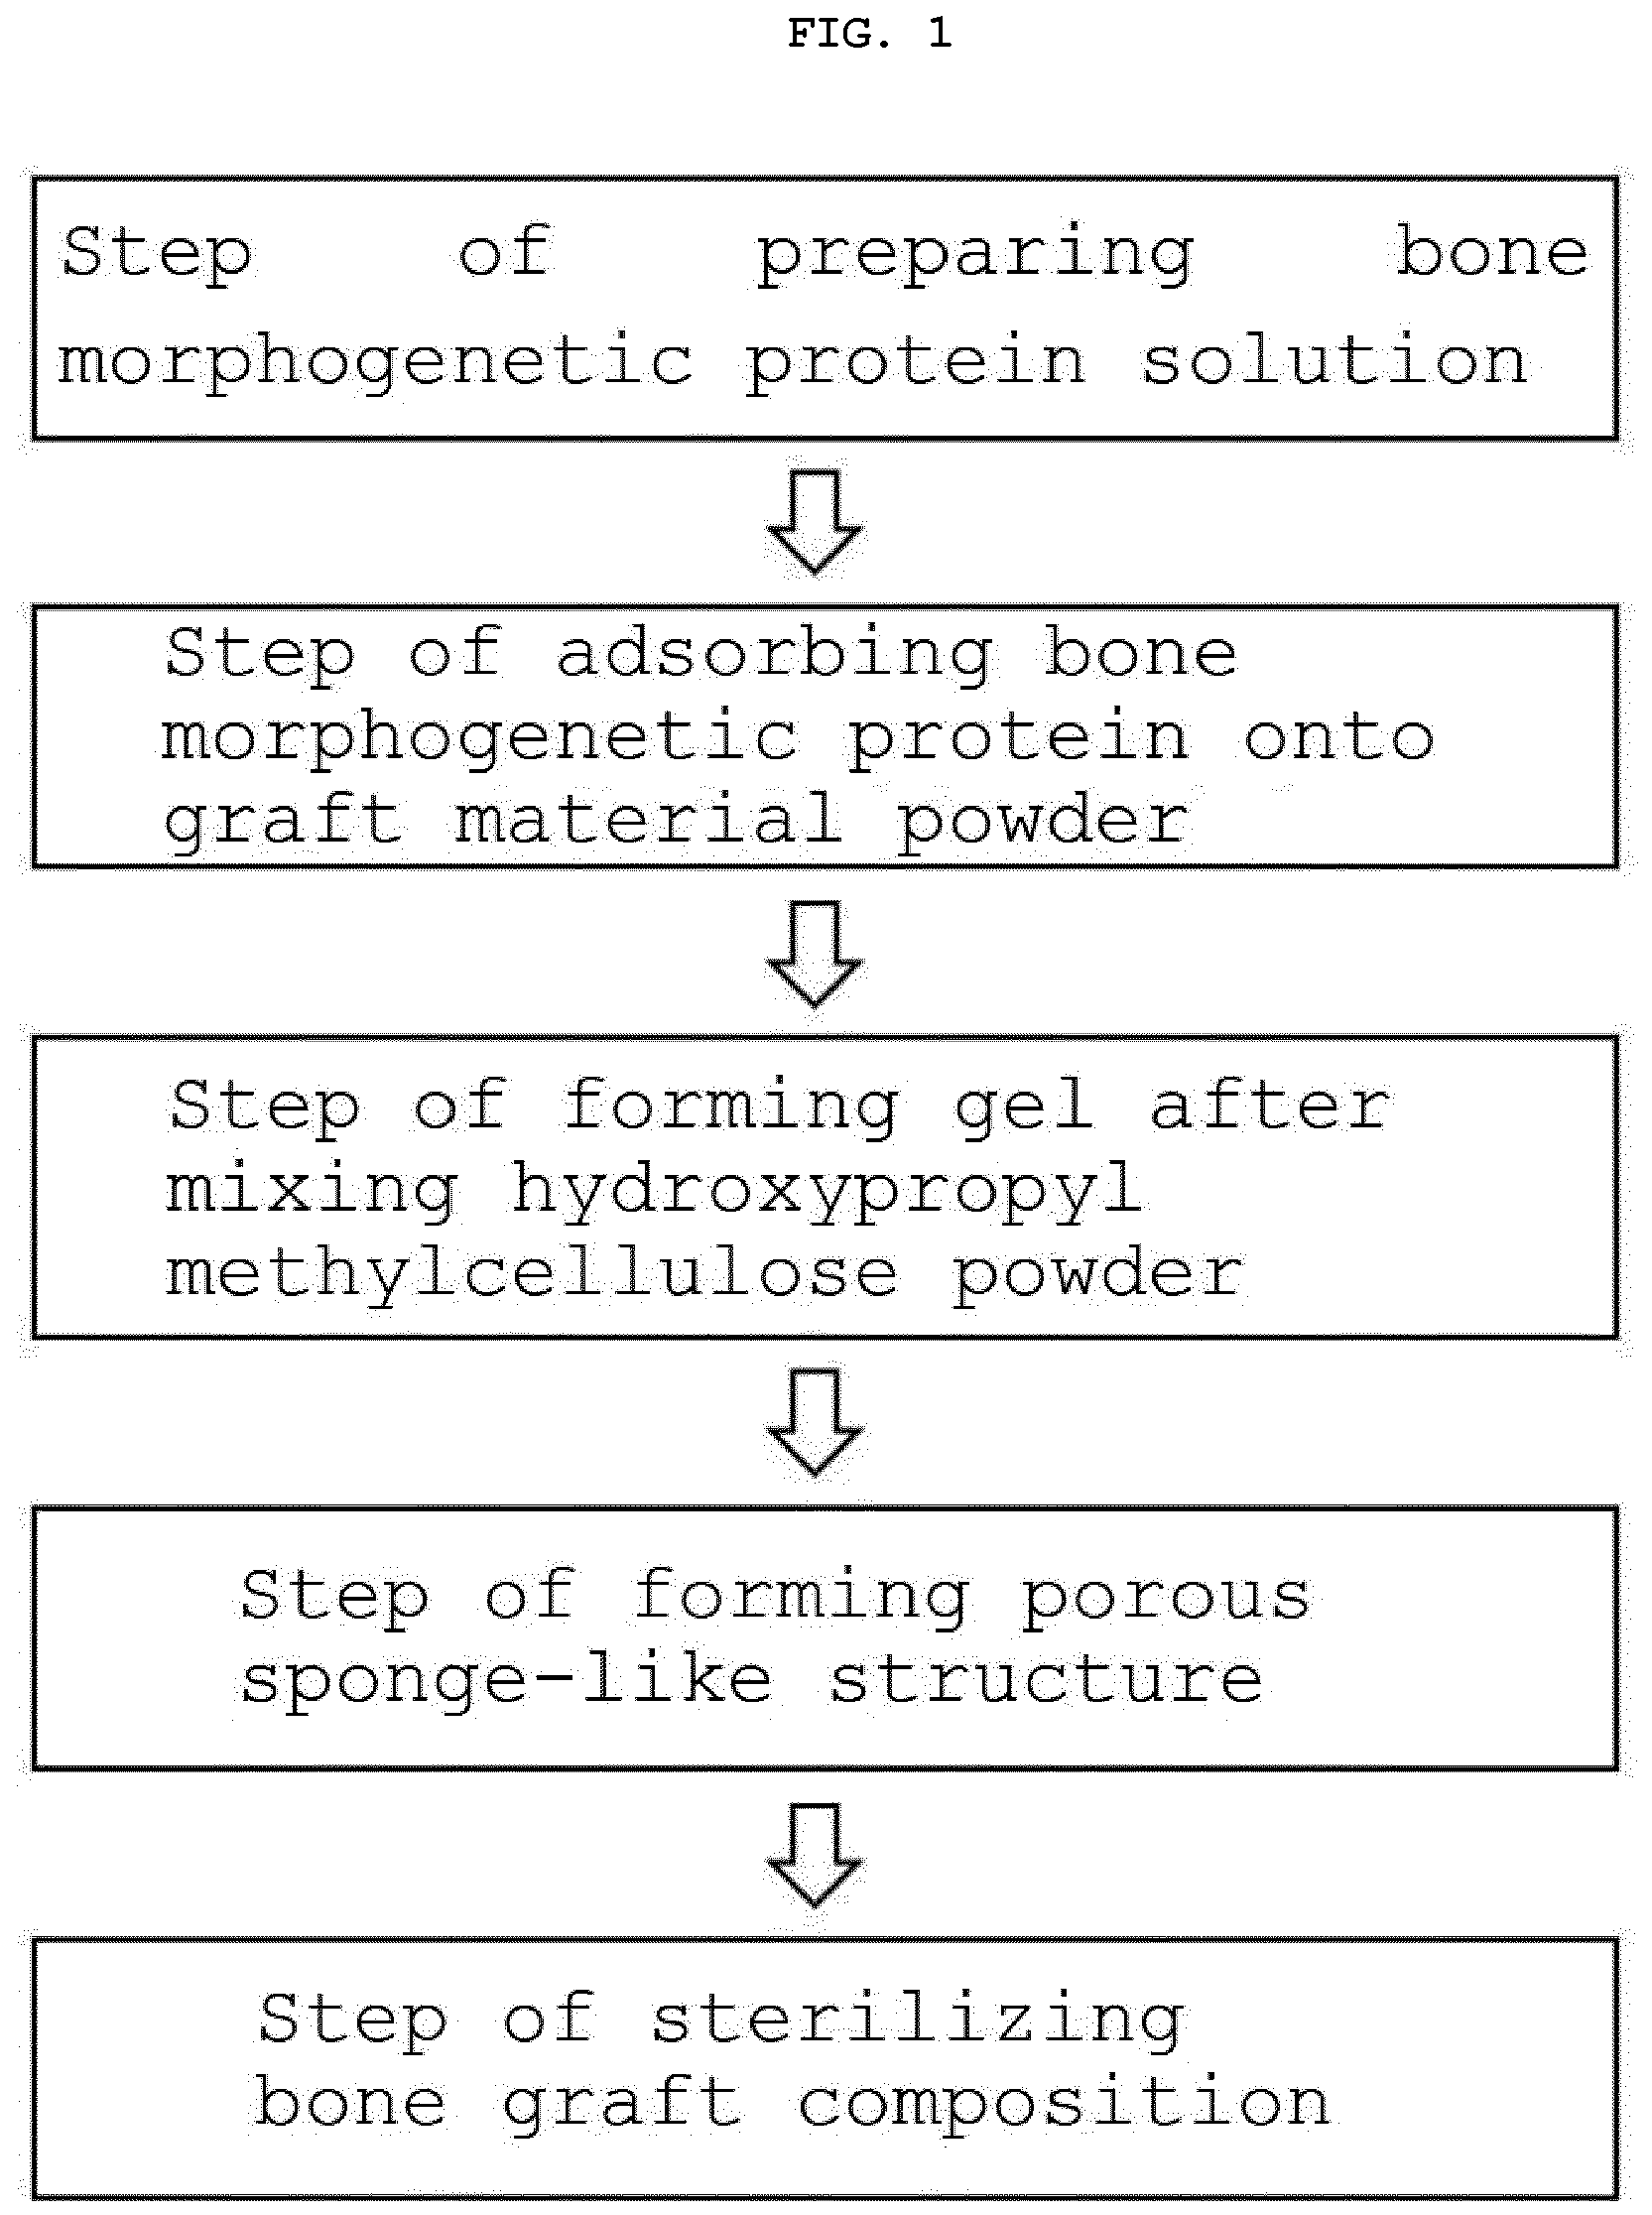 FIG. 1
Step of preparing bone
morphogenetic protein solution
Step of adsorbing bone
morphogenetic protein onto
graft material powder
Step of forming gel after
mixing hydroxypropyl
methylcellulose powder
Step of forming porous
sponge-like structure
Step of sterilizing
bone graft composition